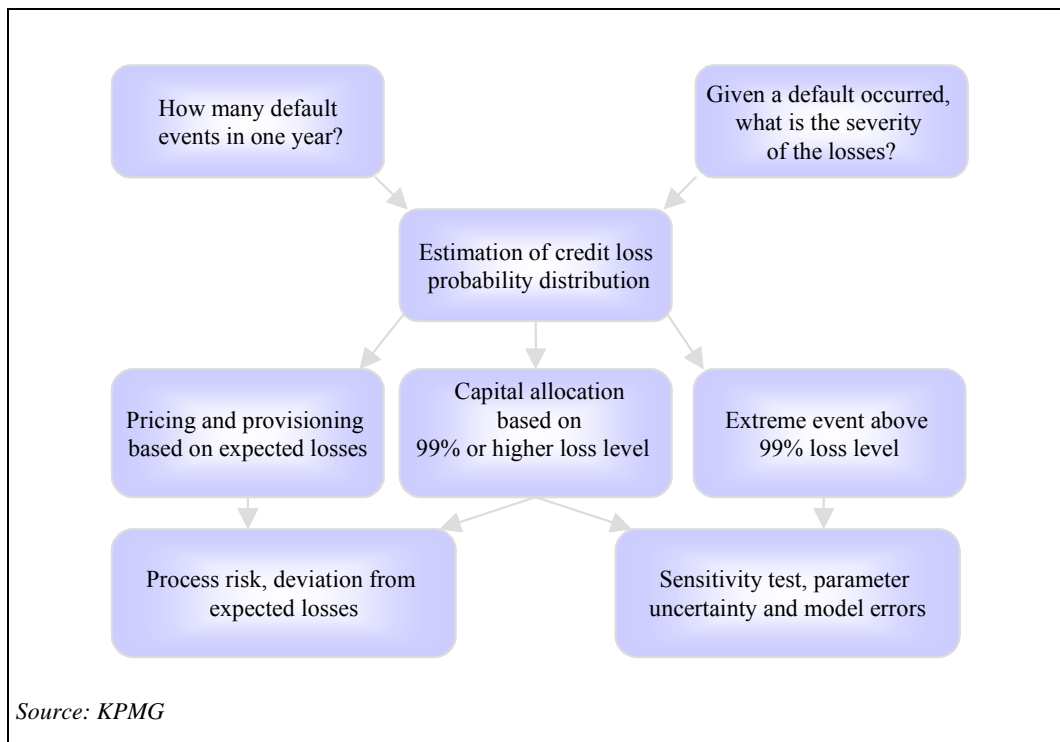 How many default
events in one year?
Given a default occurred,
what is the severity
of the losses?
Estimation of credit loss
probability distribution
Pricing and provisioning
based on expected losses
Capital allocation
based on
99% or higher loss level
Extreme event above
99% loss level
Process risk, deviation from
expected losses
Sensitivity test, parameter
uncertainty and model errors
Source: KPMG